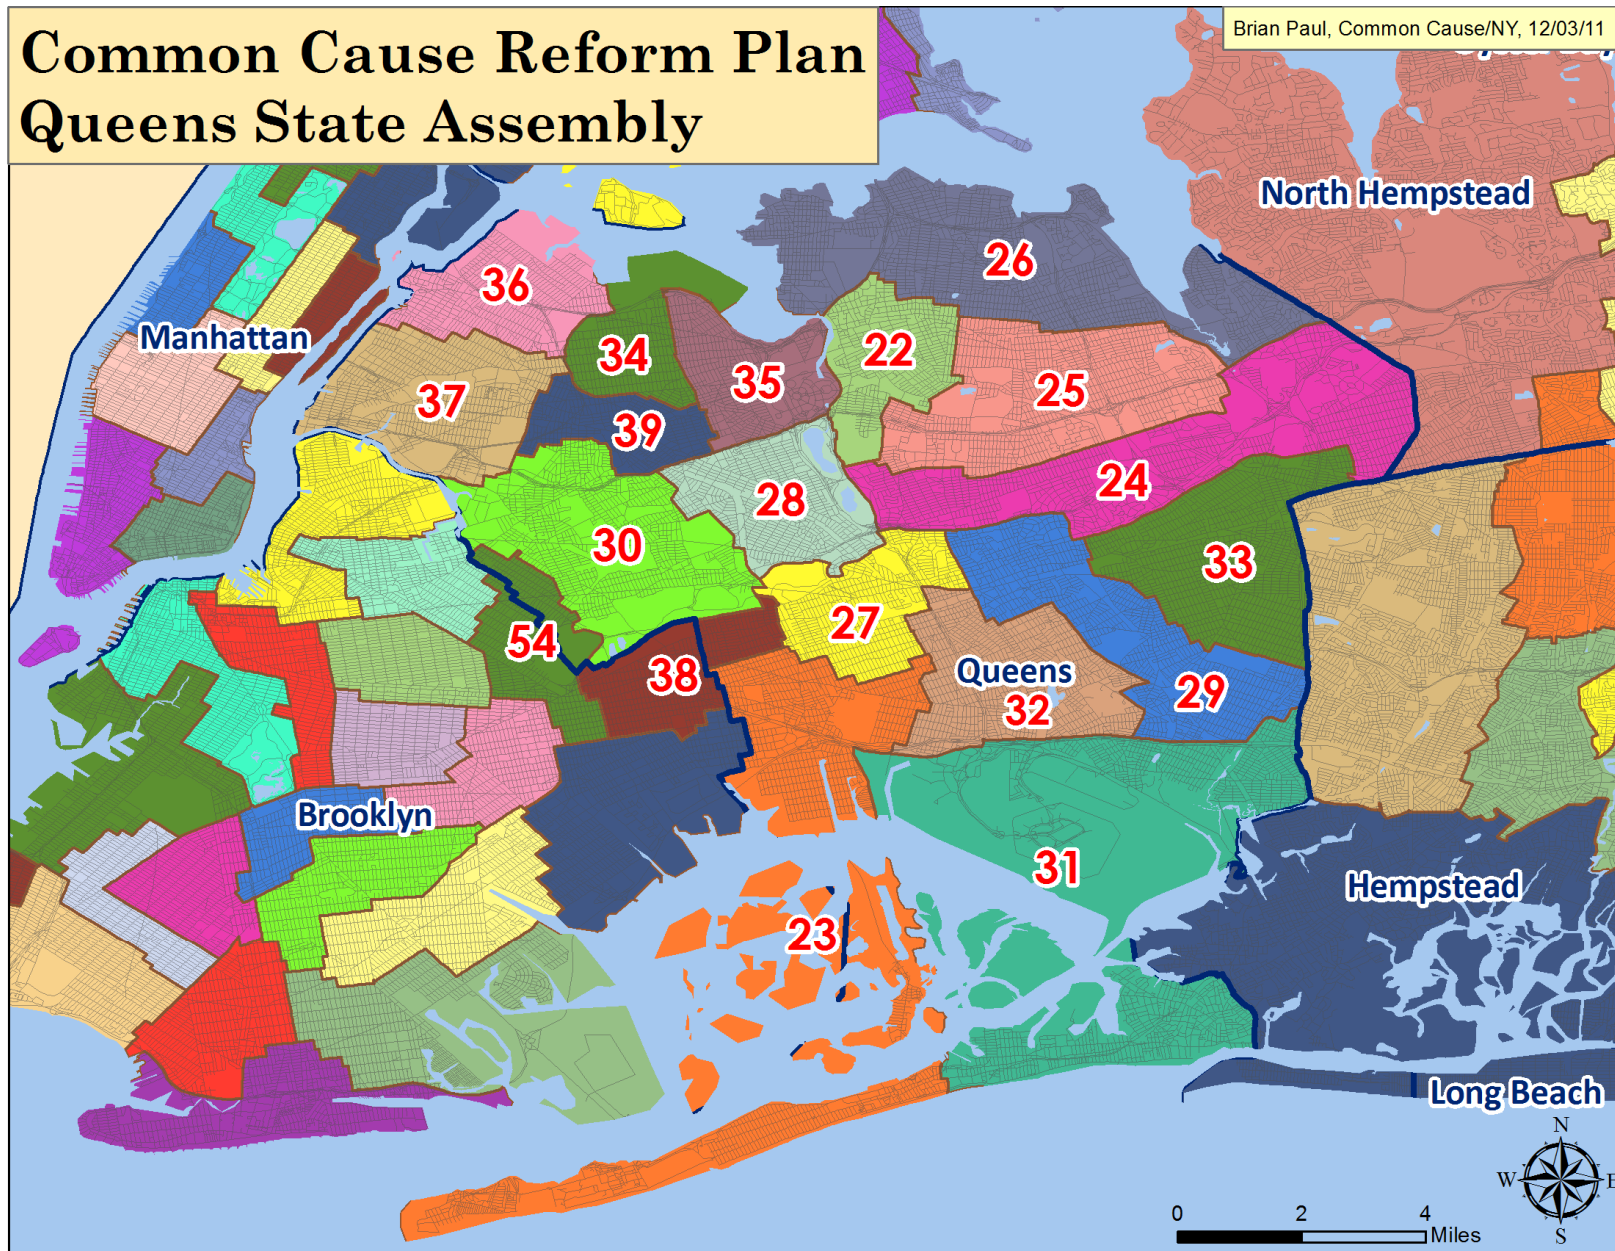 Common Cause Reform Plan
Queens State Assembly
Brian Paul, Common Cause/NY, 12/03/11
North Hempstead
26
36
Manhattan
34
22
35
25
37
39
24
28
30
33
27
54
Queens
38
29
32
Brooklyn
31
Hempstead
23
Long Beach
N
W
E
S
0 2 4
Miles